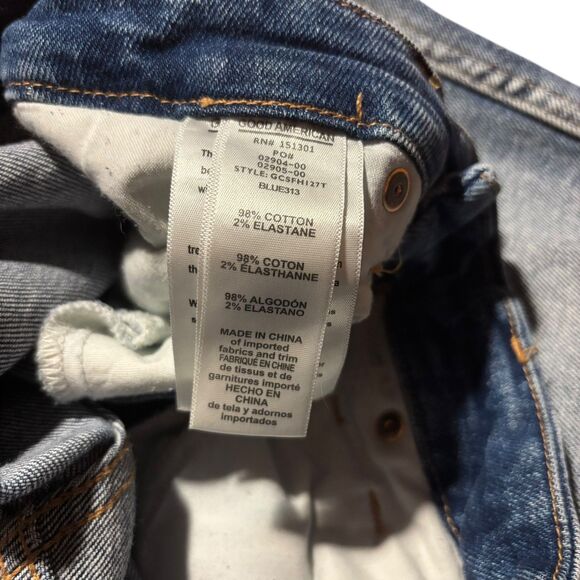 GOOD AMERICAN
RN# 151301
PO#
02904-00
02905-00
STYLE: GCSFH127T
BLUE313
98% COTTON
2% ELASTANE
98% COTON
2% ELASTHANNE
98% ALGODÓN
2% ELASTANO
MADE IN CHINA
of imported
fabrics and trim
FABRIQUÉ EN CHINE
de tissus et de
garnitures importé
HECHO EN
CHINA
de tela y adornos
importados